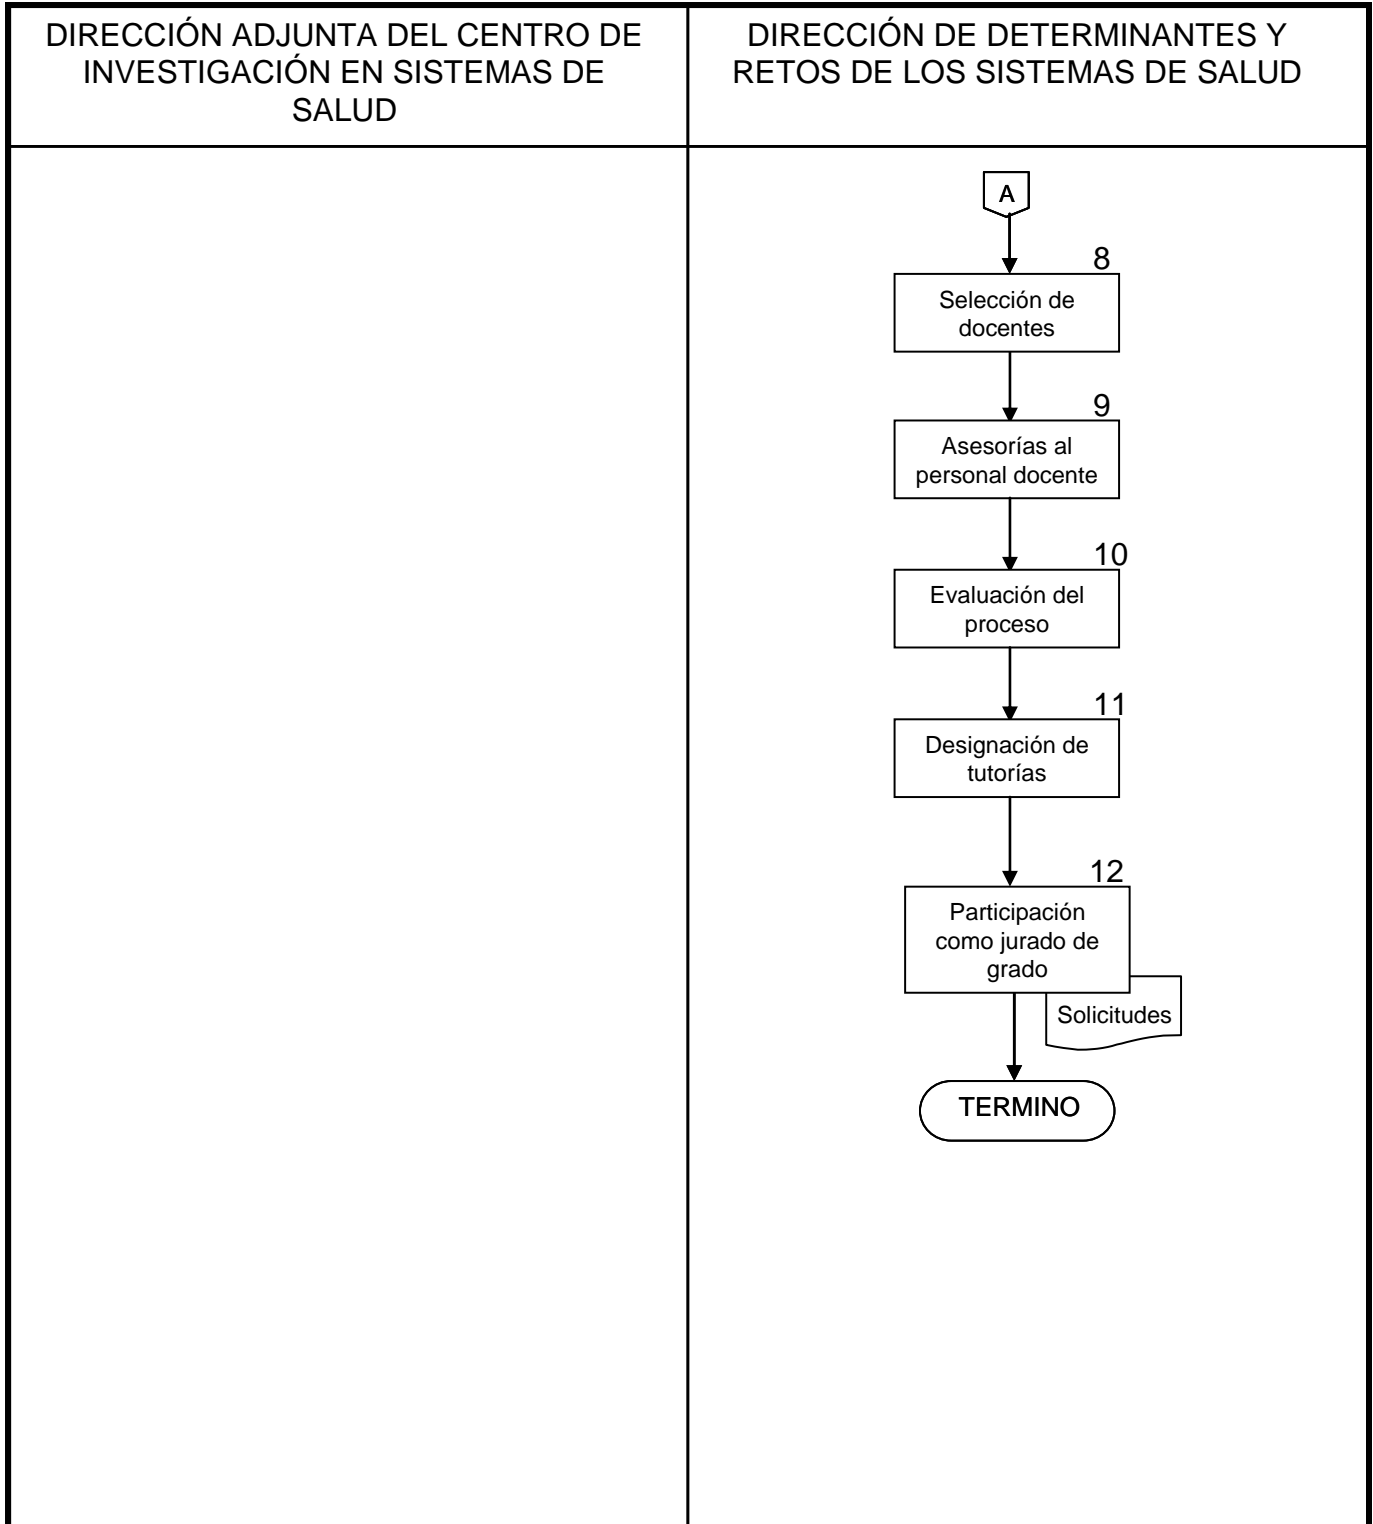 DIRECCIÓN ADJUNTA DEL CENTRO DE
INVESTIGACIÓN EN SISTEMAS DE
SALUD
DIRECCIÓN DE DETERMINANTES Y
RETOS DE LOS SISTEMAS DE SALUD
A
8
Selección de
docentes
9
Asesorías al
personal docente
10
Evaluación del
proceso
11
Designación de
tutorías
12
Participación
como jurado de
grado
Solicitudes
TERMINO